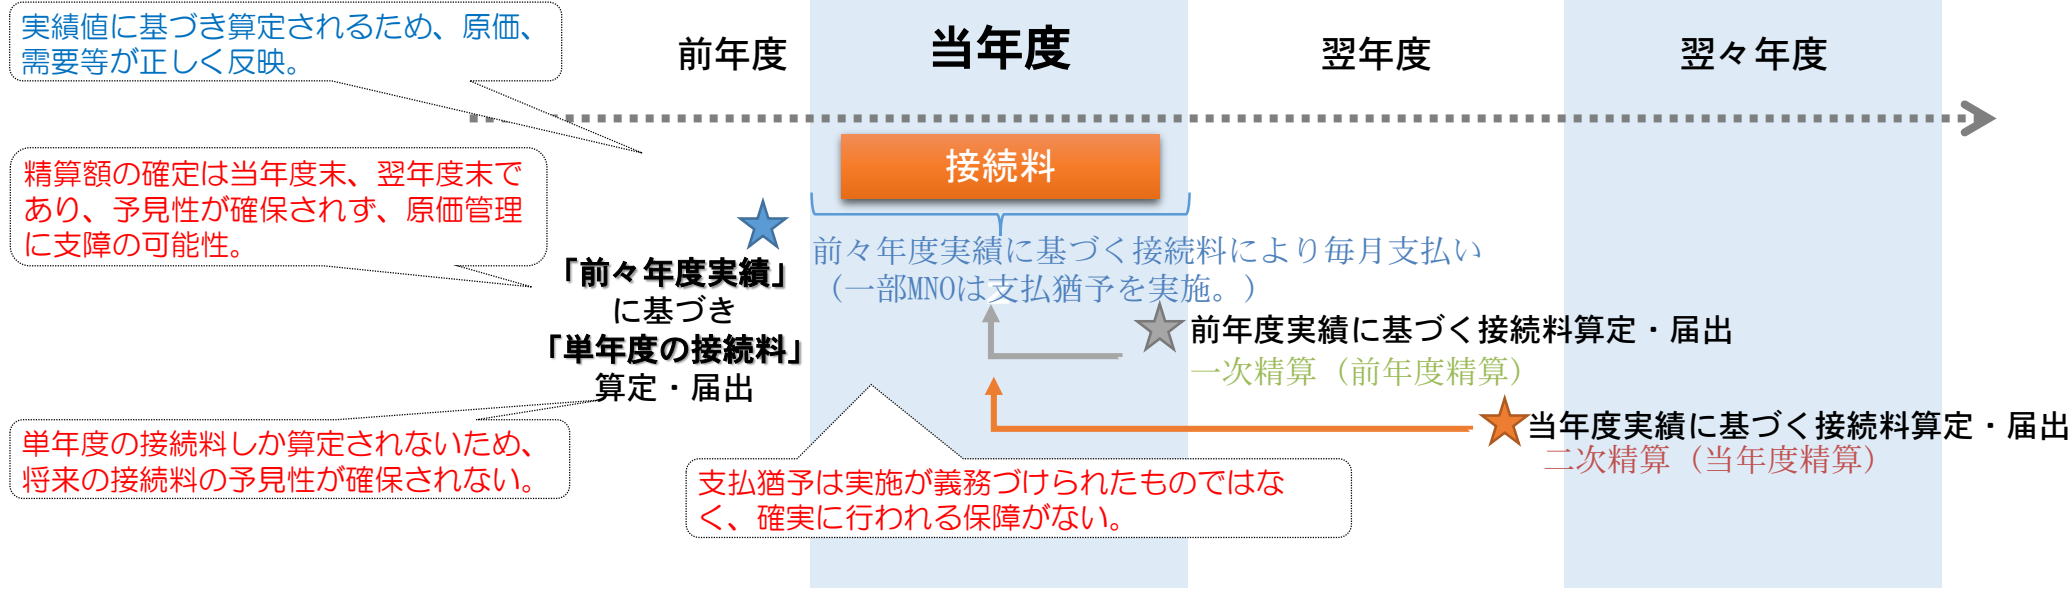 実績値に基づき算定されるため、原価、
需要等が正しく反映。
前年度
当年度
翌年度
翌々年度
接続料
精算額の確定は当年度末、翌年度末で
あり、予見性が確保されず、原価管理
に支障の可能性。
前々年度実績に基づく接続料により毎月支払い
（一部MNOは支払猶予を実施。）
「前々年度実績」
に基づき
「単年度の接続料」
算定・届出
前年度実績に基づく接続料算定・届出
一次精算（前年度精算）
当年度実績に基づく接続料算定・届出
二次精算（当年度精算）
単年度の接続料しか算定されないため、
将来の接続料の予見性が確保されない。
支払猶予は実施が義務づけられたものではな
く、確実に行われる保障がない。